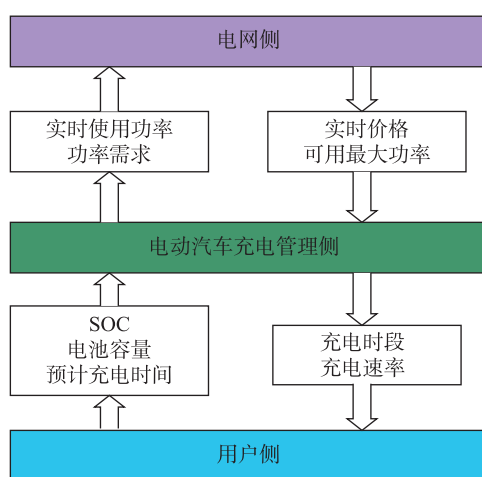 电网侧
实时使用功率
功率需求
实时价格
可用最大功率
电动汽车充电管理侧
SOC
电池容量
预计充电时间
充电时段
充电速率
用户侧